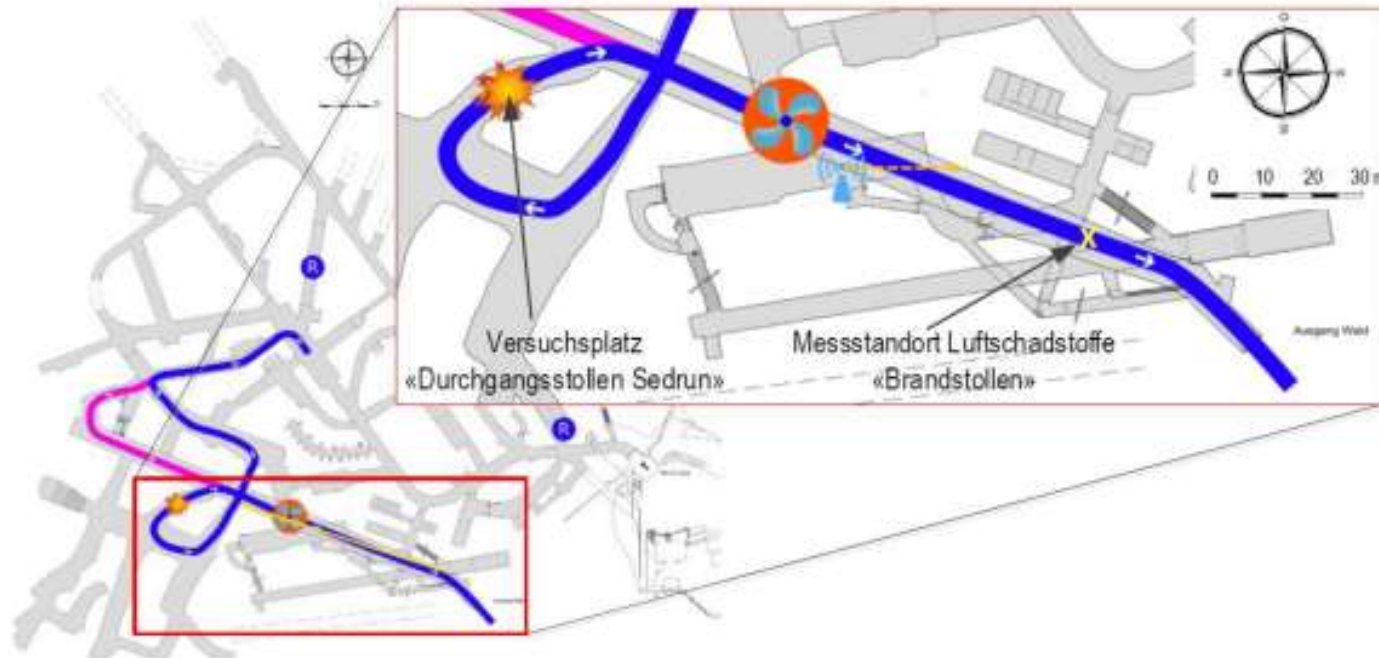 0 10 20 30 m
Versuchsplatz
«Durchgangsstollen Sedrun»
Messstandort Luftschadstoffe
«Brandstollen»
Ausgang Wald
X
R
R